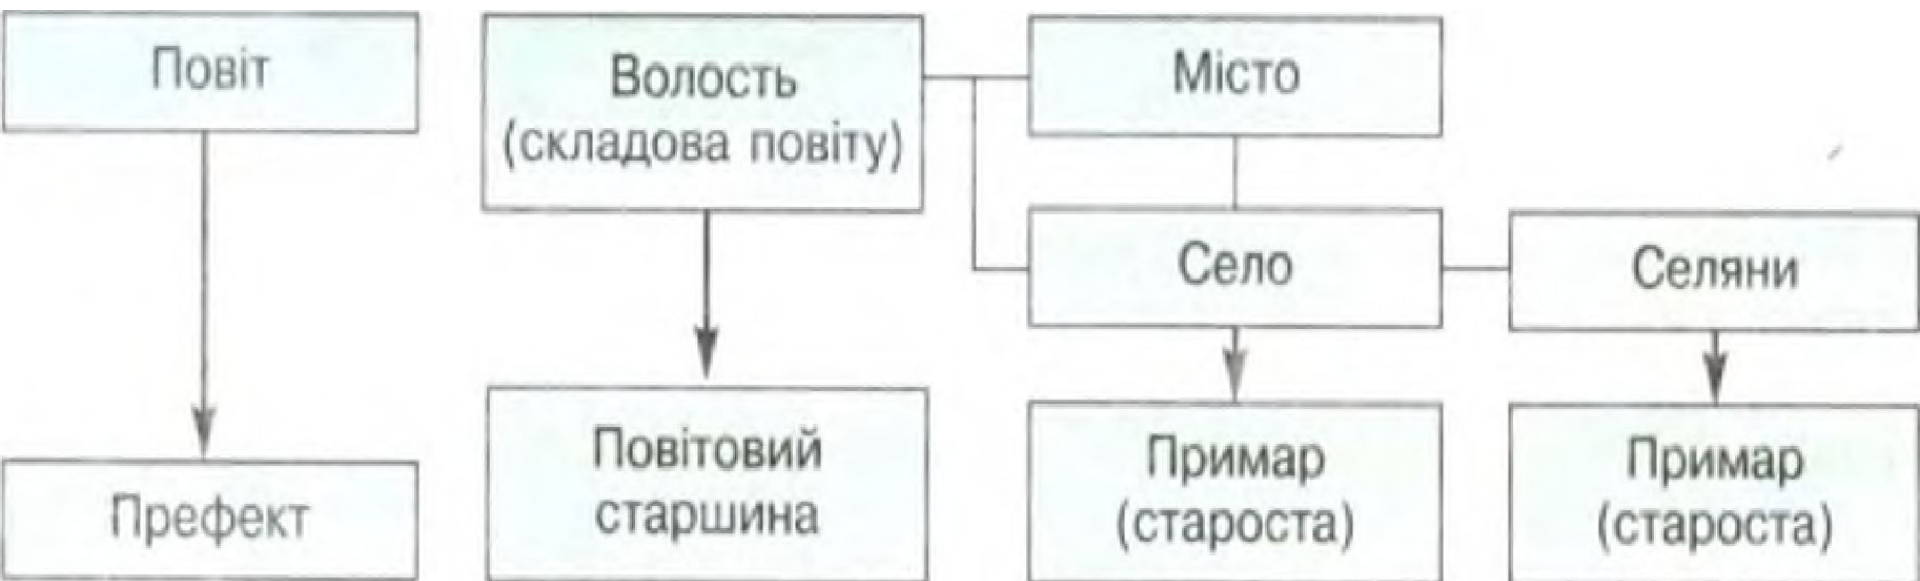 Повіт
Волость
(складова повіту)
Місто
Село
Селяни
Префект
Повітовий
старшина
Примар
(староста)
Примар
(староста)